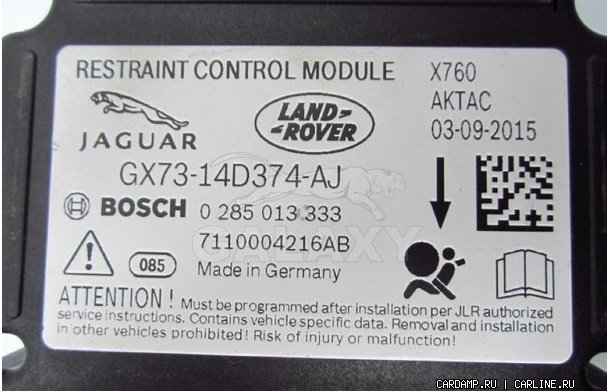 RESTRAINT CONTROL MODULE
X760
JAGUAR
LAND-
-ROVER
AKTAC
03-09-2015
GX73-14D374-AJ
BOSCH 0 285 013 333
7110004216AB
GALAXY
085
Made in Germany
ATTENTION ! Must be programmed after installation per JLR authorized
service instructions. Contains vehicle specific data. Removal and installation
in other vehicles prohibited! Risk of injury or malfunction!
CARDAMP.RU | CARLINE.RU